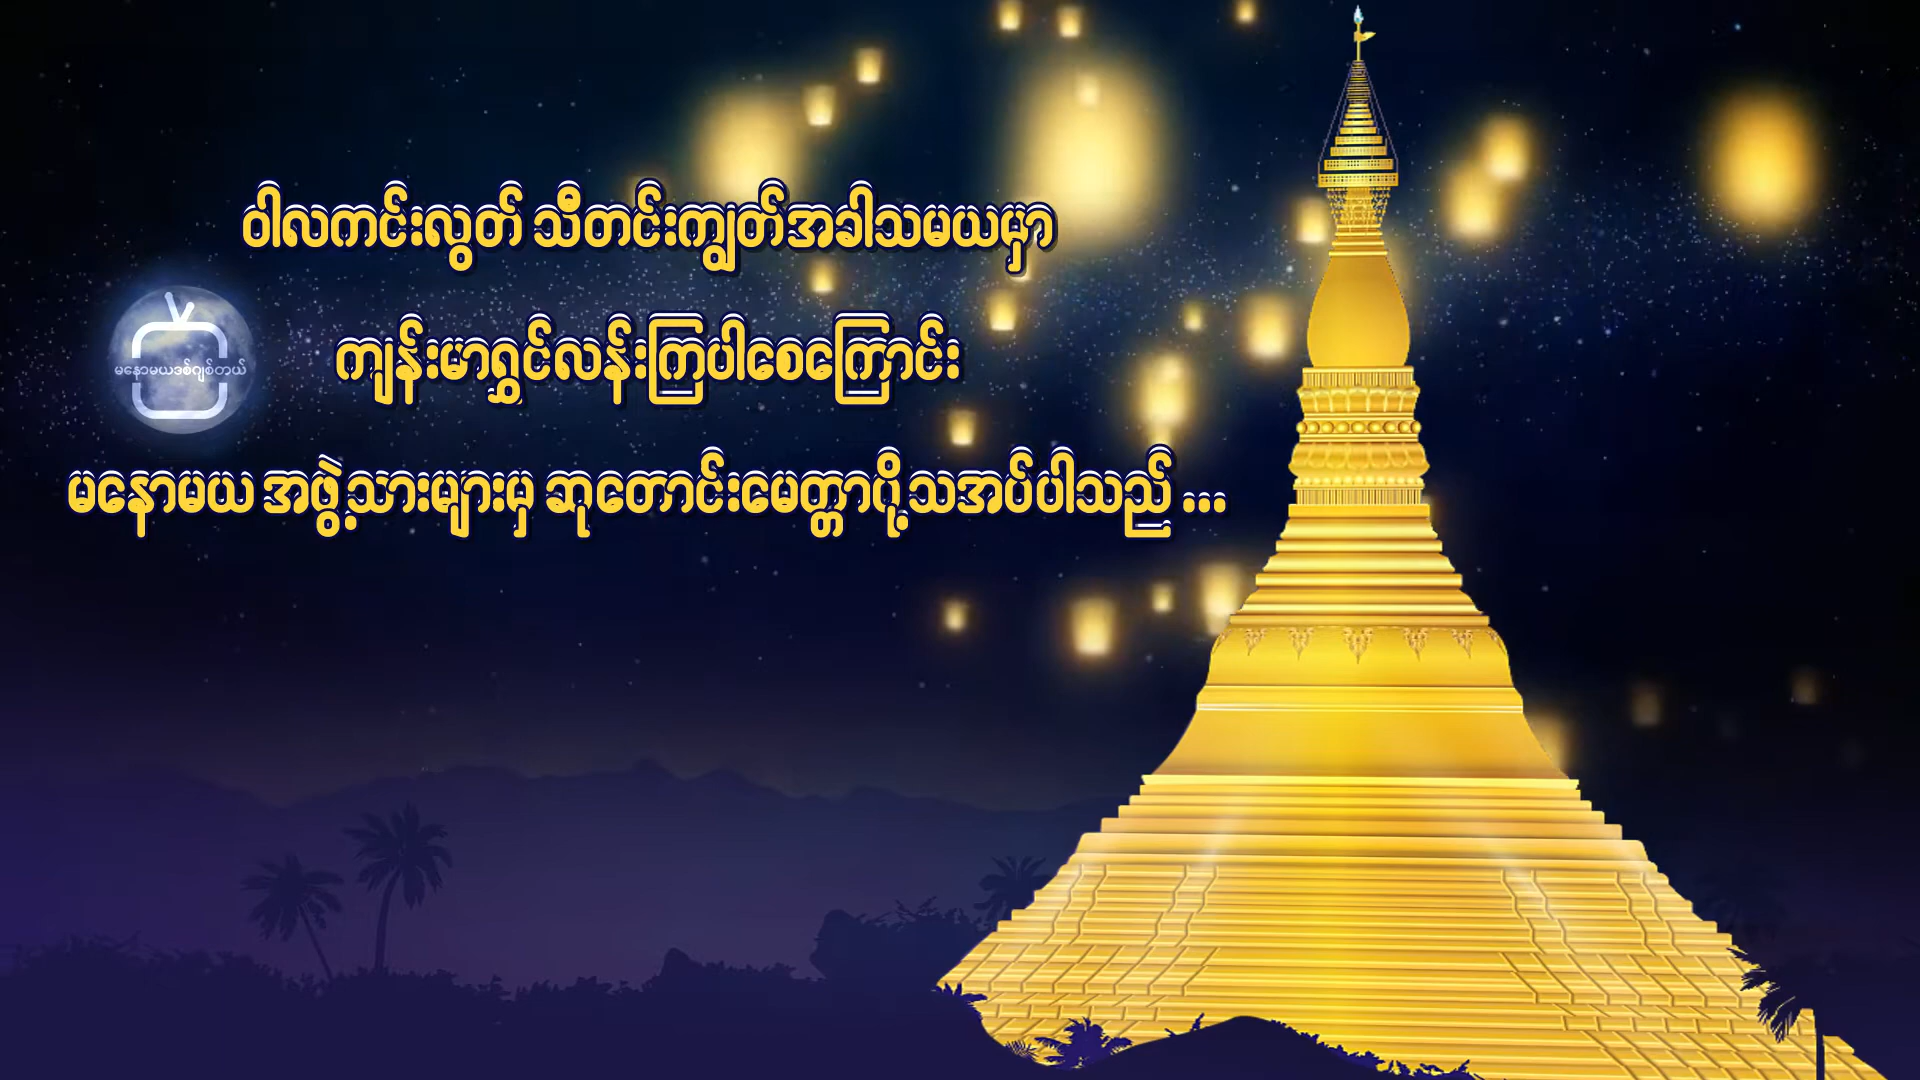 ဝါလကင်းလွတ် သီတင်းကျွတ်အခါသမယမှာ
ကျန်းမာရွှင်လန်းကြပါစေကြောင်း
မနောမယဒစ်ဂျစ်တယ်
မနောမယ အဖွဲ့သားများမှ ဆုတောင်းမေတ္တာပို့သအပ်ပါသည် ...